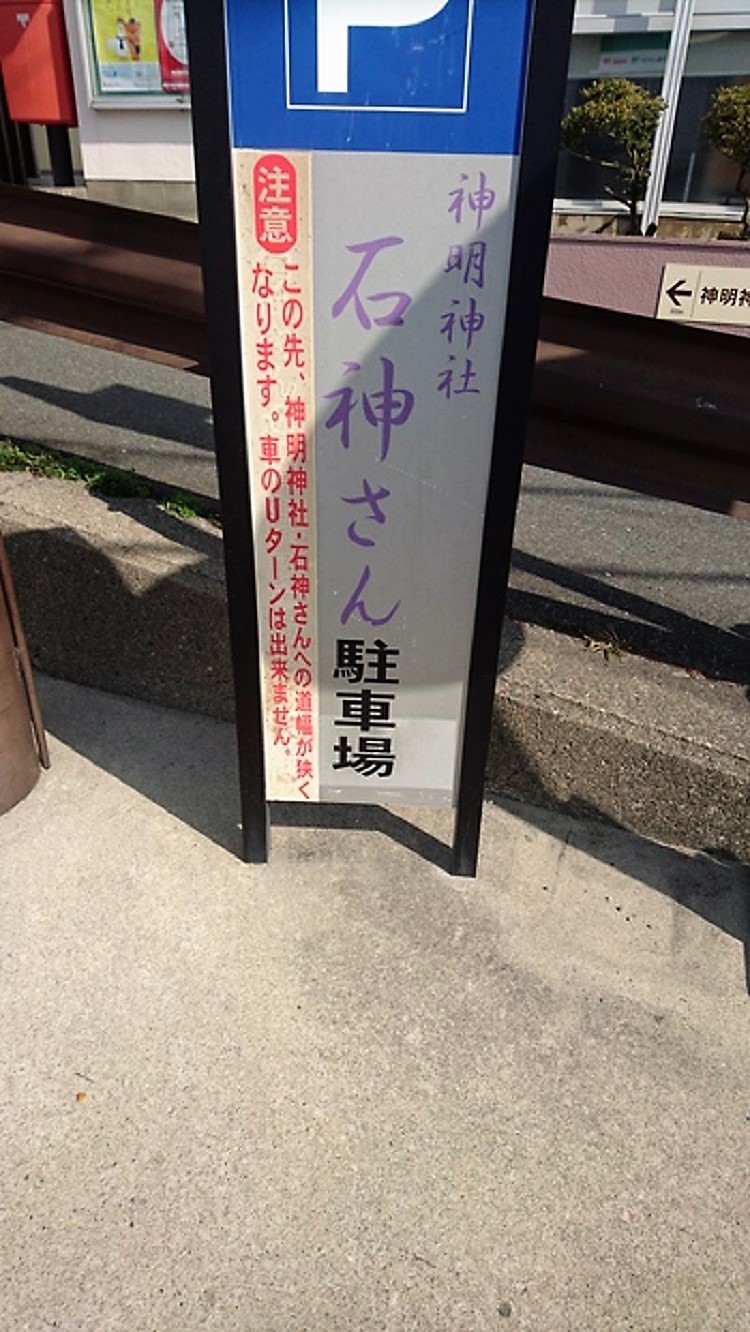 P
神明神社
石神さん
駐車場
注意
この先、神明神社・石神さんへの道幅が狭く
なります。車のUターンは出来ません。
神明神